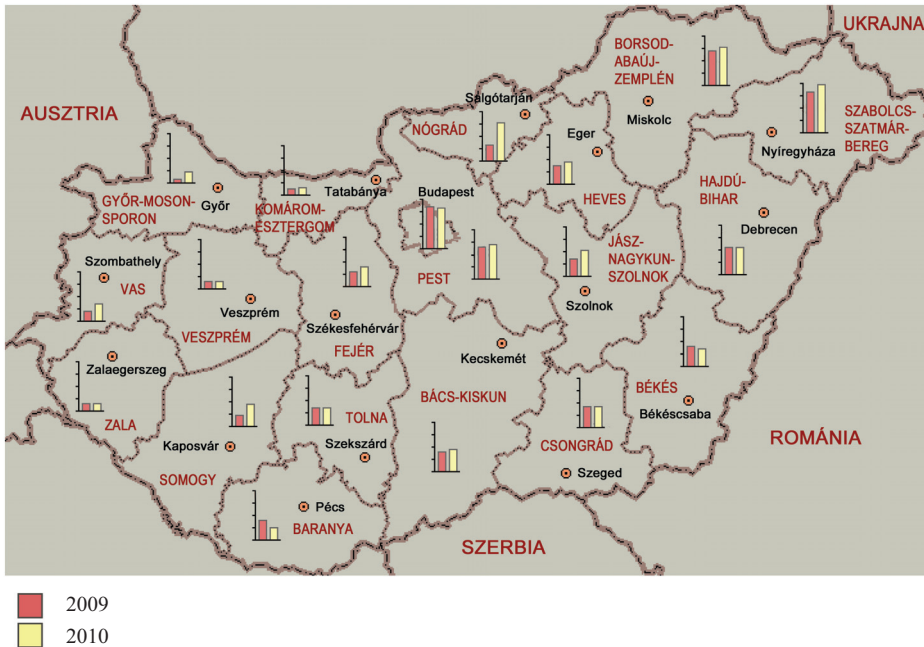 UKRAJNA
BORSOD-
ABAÚJ-
ZEMPLÉN
AUSZTRIA
Salgótarján
Miskolc
SZABOLCS-
SZATMÁR-
BEREG
NÓGRÁD
Eger
Nyíregyháza
GYŐR-MOSON-
SPORON
Győr
KOMÁROM-
ESZTERGOM
Tatabánya
Budapest
HEVES
HAJDÚ-
BIHAR
Debrecen
Szombathely
VAS
VESZPRÉM
Veszprém
Székesfehérvár
FEJÉR
PEST
JÁSZ-
NAGYKUN-
SZOLNOK
Szolnok
Kecskemét
Zalaegerszeg
ZALA
Kaposvár
SOMOGY
TOLNA
Szekszárd
BÁCS-KISKUN
CSONGRÁD
Szeged
BÉKÉS
Békéscsaba
ROMÁNIA
Pécs
BARANYA
SZERBIA
2009
2010